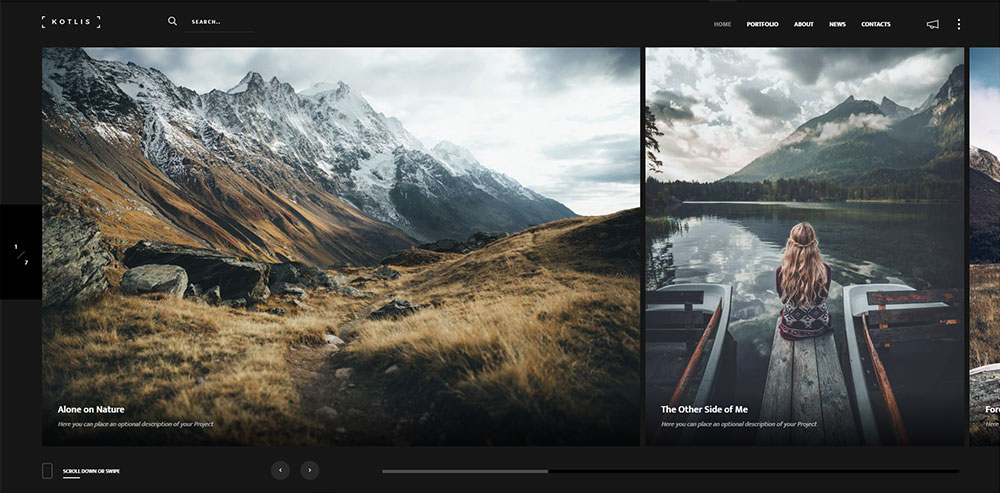 KOTLIS
SEARCH..
HOME
PORTFOLIO
ABOUT
NEWS
CONTACTS
1
7
Alone on Nature
Here you can place an optional description of your Project
The Other Side of Me
Here you can place an optional description of your Project
Here
SCROLL DOWN OR SWIPE